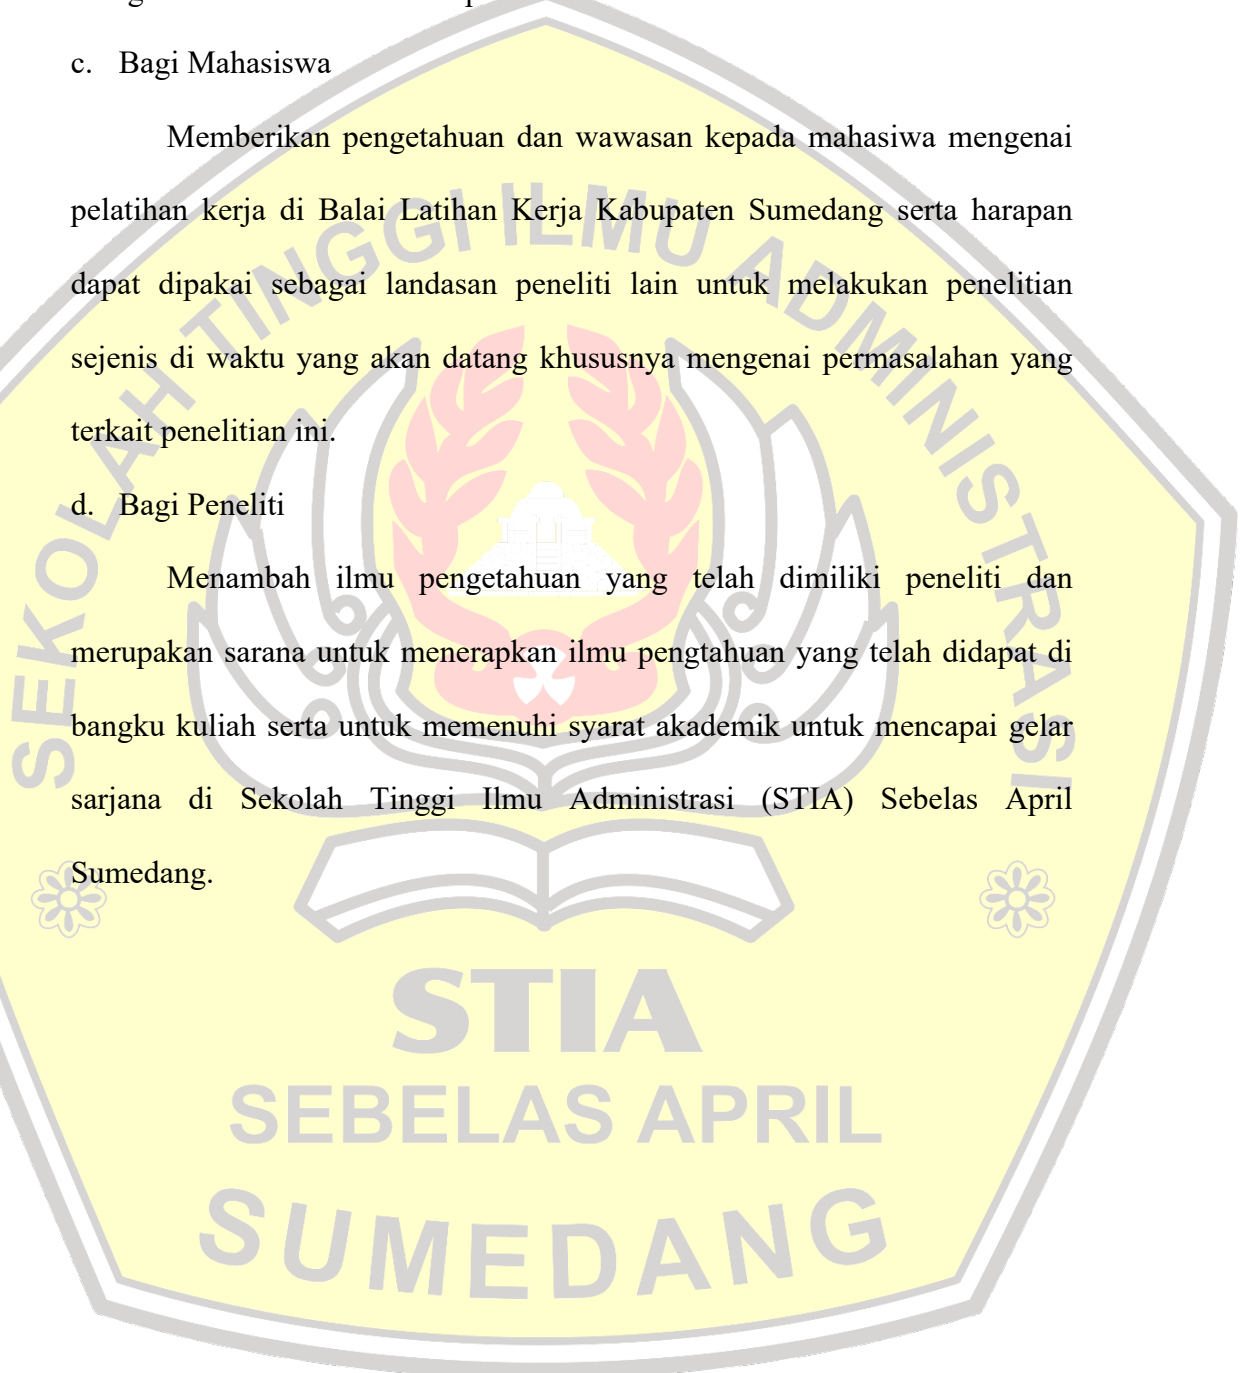 c. Bagi Mahasiswa
Memberikan pengetahuan dan wawasan kepada mahasiwa mengenai
pelatihan kerja di Balai Latihan Kerja Kabupaten Sumedang serta harapan
dapat dipakai sebagai landasan peneliti lain untuk melakukan penelitian
sejenis di waktu yang akan datang khususnya mengenai permasalahan yang
terkait penelitian ini.
d. Bagi Peneliti
Menambah ilmu pengetahuan yang telah dimiliki peneliti dan
merupakan sarana untuk menerapkan ilmu pengtahuan yang telah didapat di
bangku kuliah serta untuk memenuhi syarat akademik untuk mencapai gelar
sarjana di Sekolah Tinggi Ilmu Administrasi (STIA) Sebelas April
Sumedang.
SEKOLAH TINGGI ILMU ADMINISTRASI
STIA
SEBELAS APRIL
SUMEDANG